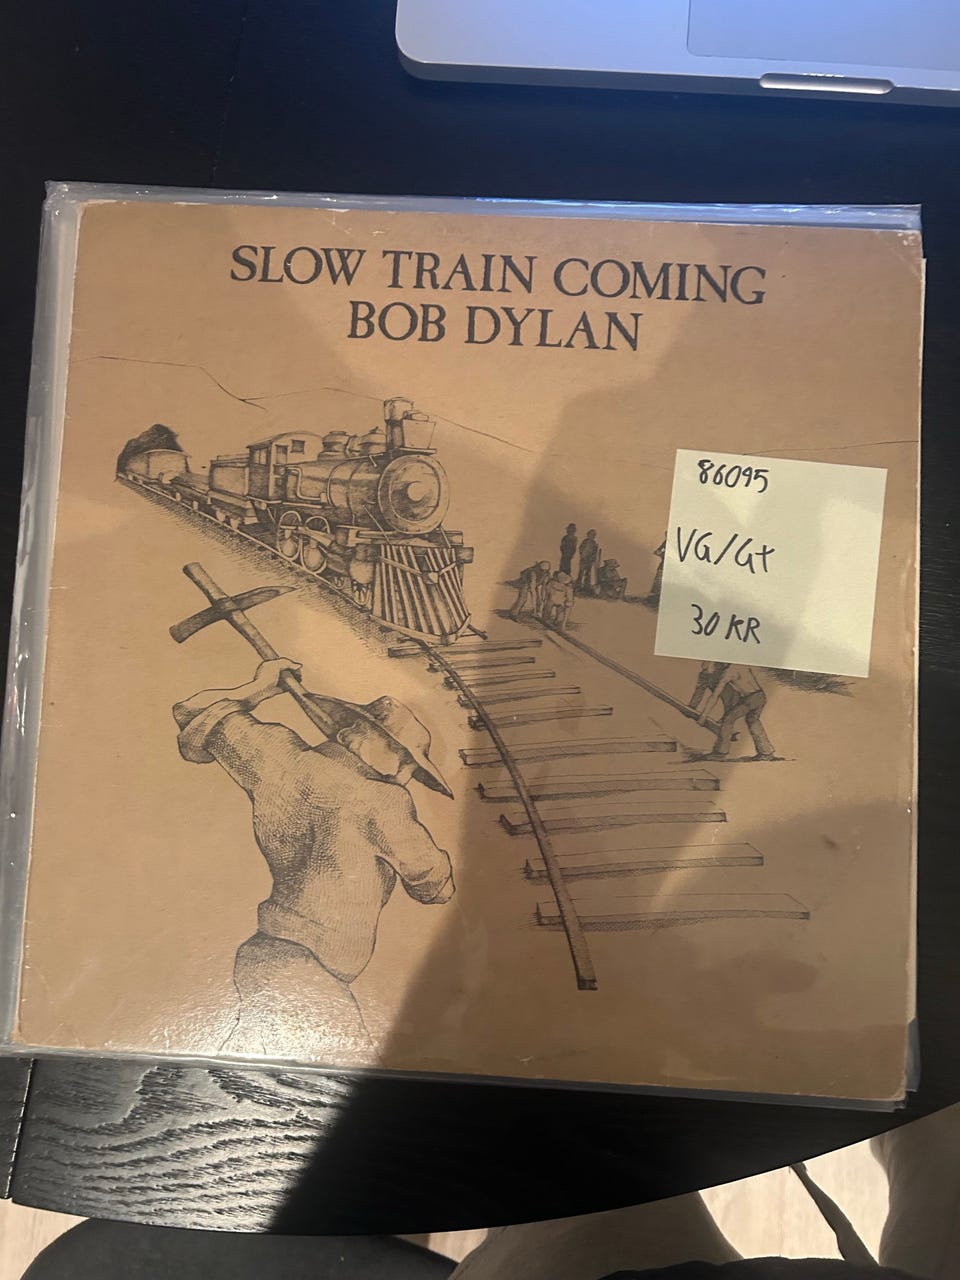 SLOW TRAIN COMING
BOB DYLAN
86095
VG/G+
30 KR